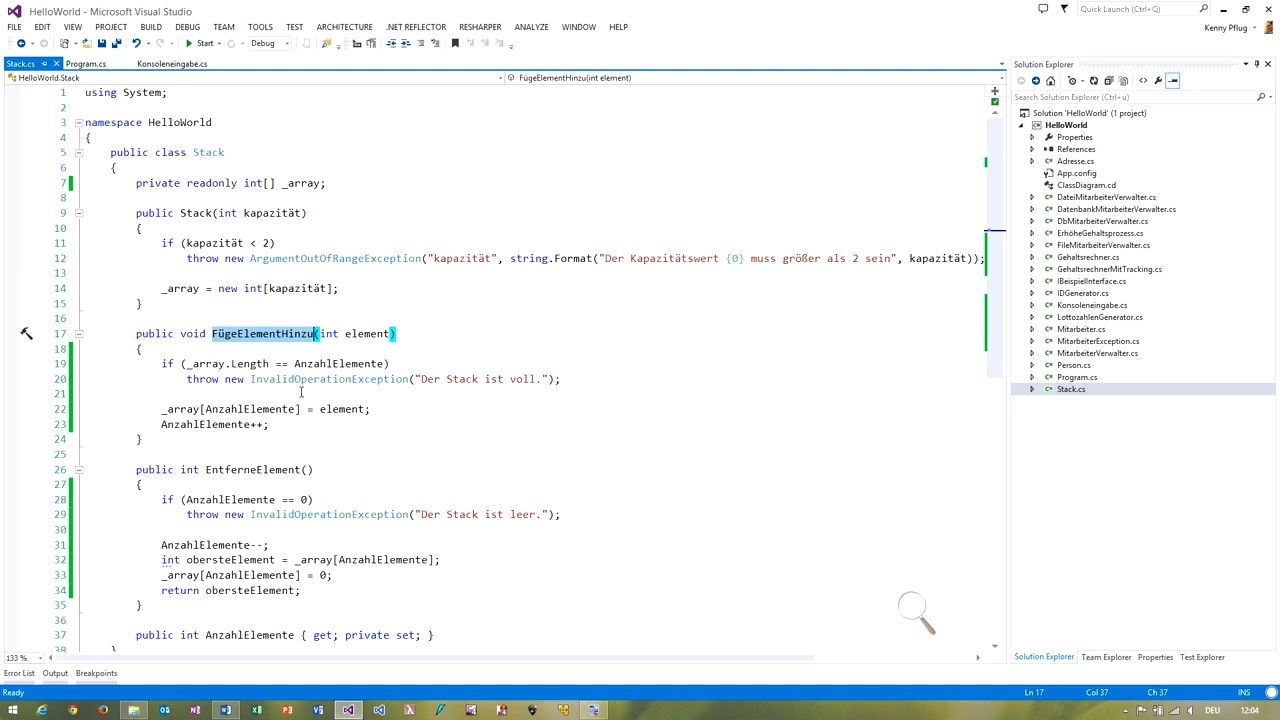 HelloWorld - Microsoft Visual Studio
Quick Launch (Ctrl+Q)
FILE EDIT VIEW PROJECT BUILD DEBUG TEAM TOOLS TEST ARCHITECTURE .NET REFLECTOR RESHARPER ANALYZE WINDOW HELP
Kenny Pflug
Start Debug
Stack.cs Program.cs Konsoleneingabe.cs
HelloWorld.Stack FügeElementHinzu(int element)
1 using System;
2
3 namespace HelloWorld
4 {
5 public class Stack
6 {
7 private readonly int[] _array;
8
9 public Stack(int kapazität)
10 {
11 if (kapazität < 2)
12 throw new ArgumentOutOfRangeException("kapazität", string.Format("Der Kapazitätswert {0} muss größer als 2 sein", kapazität));
13
14 _array = new int[kapazität];
15 }
16
17 public void FügeElementHinzu(int element)
18 {
19 if (_array.Length == AnzahlElemente)
20 throw new InvalidOperationException("Der Stack ist voll.");
21
22 _array[AnzahlElemente] = element;
23 AnzahlElemente++;
24 }
25
26 public int EntferneElement()
27 {
28 if (AnzahlElemente == 0)
29 throw new InvalidOperationException("Der Stack ist leer.");
30
31 AnzahlElemente--;
32 int oberstesElement = _array[AnzahlElemente];
33 _array[AnzahlElemente] = 0;
34 return obersteElement;
35 }
36
37 public int AnzahlElemente { get; private set; }
38 }
133 %
Solution Explorer
Search Solution Explorer (Ctrl+ü)
Solution 'HelloWorld' (1 project)
HelloWorld
Properties
References
Adresse.cs
App.config
ClassDiagram.cd
DateiMitarbeiterVerwalter.cs
DatenbankMitarbeiterVerwalter.cs
DbMitarbeiterVerwalter.cs
ErhöheGehaltsprozess.cs
FileMitarbeiterVerwalter.cs
Gehaltsrechner.cs
GehaltsrechnerMitTracking.cs
IBeispielInterface.cs
IDGenerator.cs
Konsoleneingabe.cs
LottozahlenGenerator.cs
Mitarbeiter.cs
MitarbeiterException.cs
MitarbeiterVerwalter.cs
Person.cs
Program.cs
Stack.cs
Solution Explorer Team Explorer Properties Test Explorer
Error List Output Breakpoints
Ready Ln 17 Col 37 Ch 37 INS
DEU 12:04